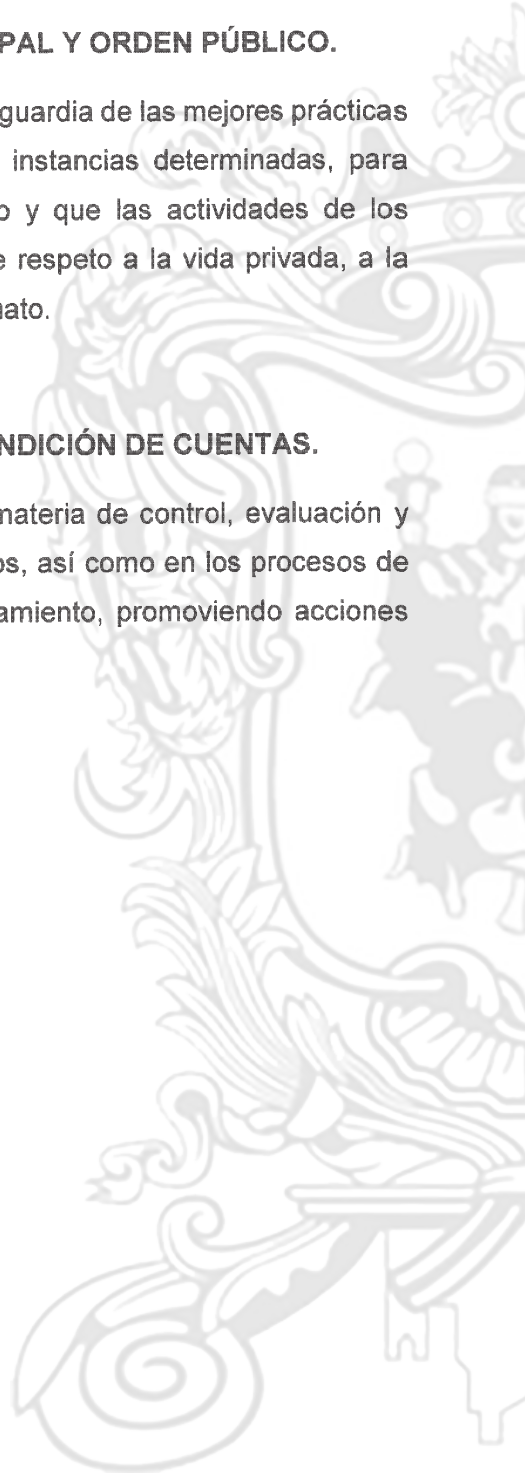 PAL Y ORDEN PÚBLICO.
guardia de las mejores prácticas
instancias determinadas, para
o y que las actividades de los
e respeto a la vida privada, a la
nato.
NDICIÓN DE CUENTAS.
materia de control, evaluación y
os, así como en los procesos de
amiento, promoviendo acciones